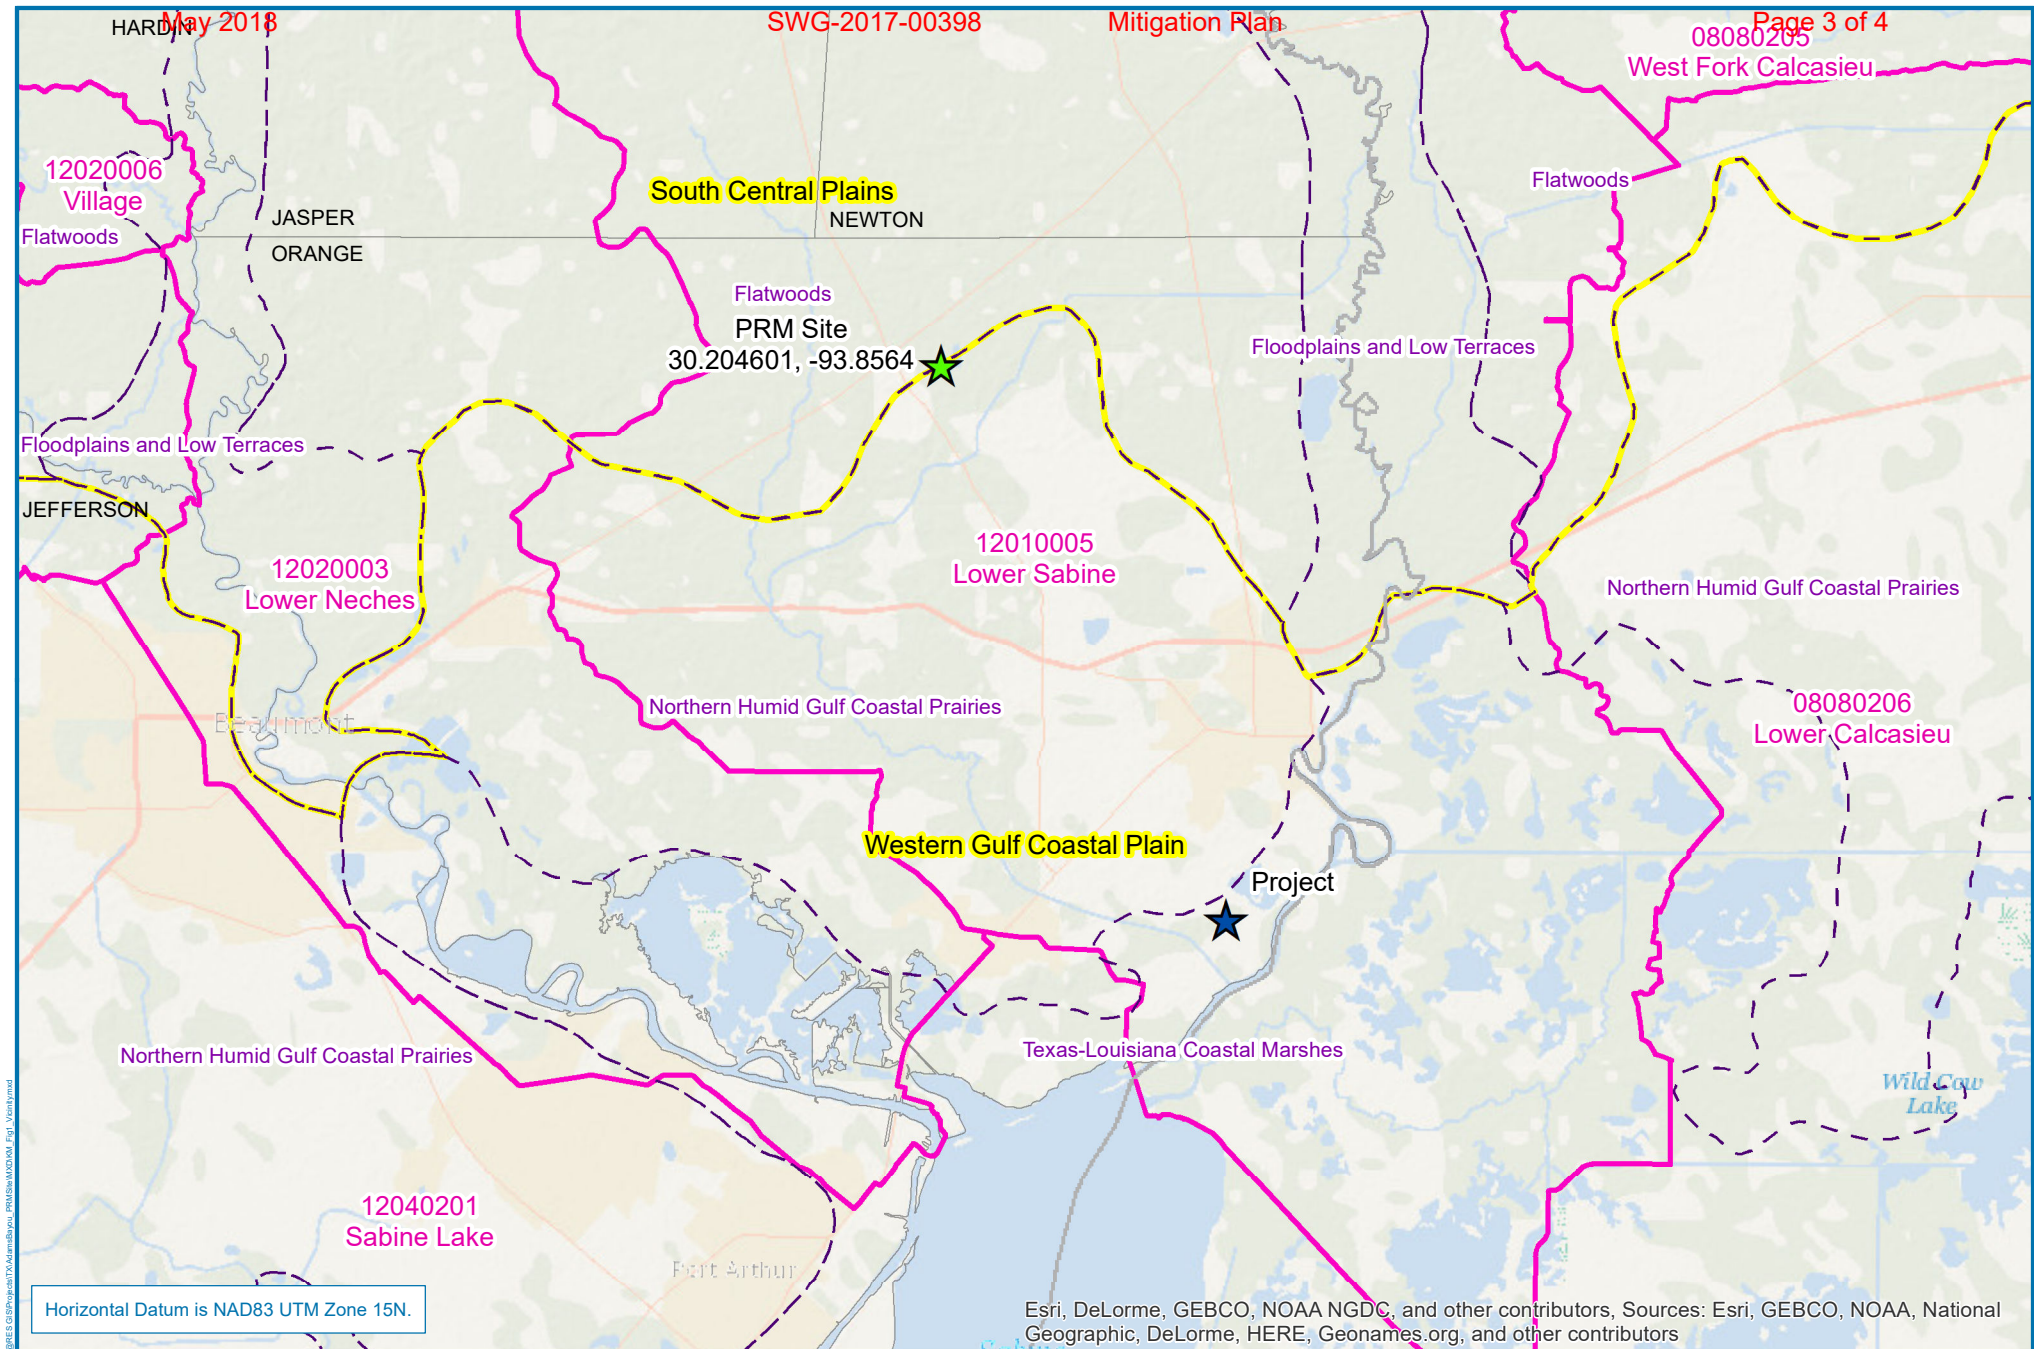 May 2018
SWG-2017-00398
Mitigation Plan
Page 3 of 4
HARDIN
08080205
West Fork Calcasieu
12020006
Village
South Central Plains
Flatwoods
JASPER
NEWTON
Flatwoods
ORANGE
Flatwoods
PRM Site
30.204601, -93.8564
Floodplains and Low Terraces
Floodplains and Low Terraces
JEFFERSON
12010005
Lower Sabine
12020003
Lower Neches
Northern Humid Gulf Coastal Prairies
Northern Humid Gulf Coastal Prairies
08080206
Lower Calcasieu
Beaumont
Western Gulf Coastal Plain
Project
Northern Humid Gulf Coastal Prairies
Texas-Louisiana Coastal Marshes
Wild Cow
Lake
12040201
Sabine Lake
Port Arthur
Horizontal Datum is NAD83 UTM Zone 15N.
Esri, DeLorme, GEBCO, NOAA NGDC, and other contributors, Sources: Esri, GEBCO, NOAA, National
Geographic, DeLorme, HERE, Geonames.org, and other contributors